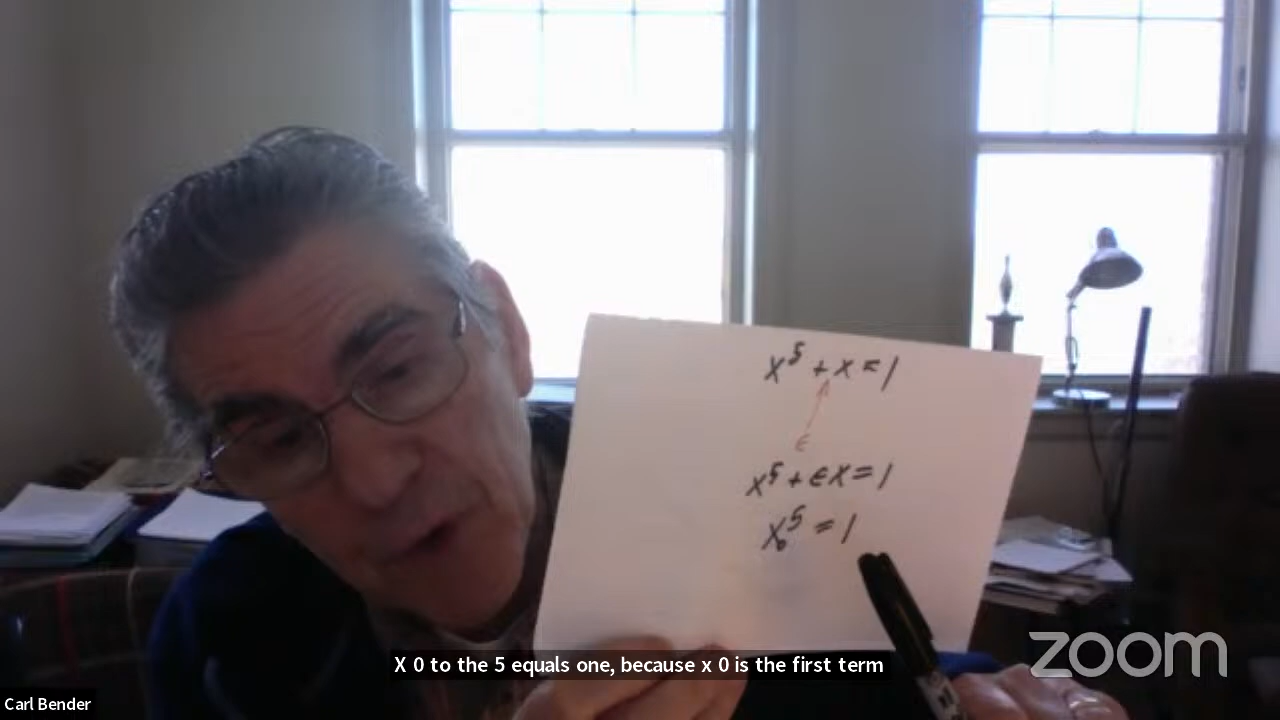 x⁵ + x = 1
ϵ
x⁵ + ϵx = 1
x₀⁵ = 1
zoom
X 0 to the 5 equals one, because x 0 is the first term
Carl Bender